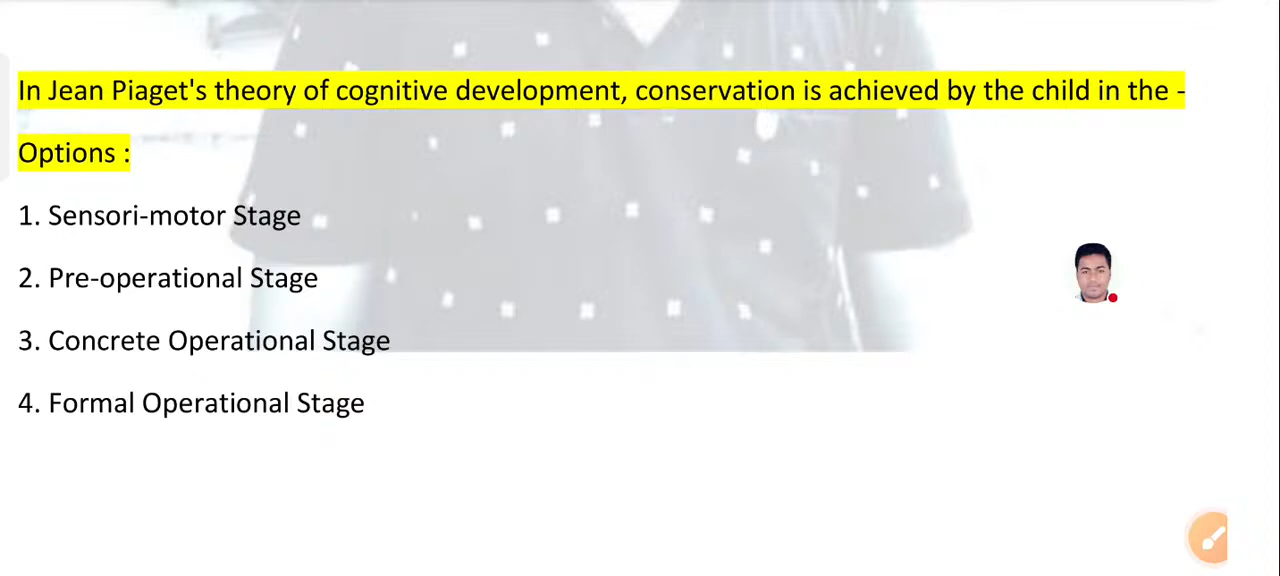 In Jean Piaget's theory of cognitive development, conservation is achieved by the child in the -
Options :
1. Sensori-motor Stage
2. Pre-operational Stage
3. Concrete Operational Stage
4. Formal Operational Stage